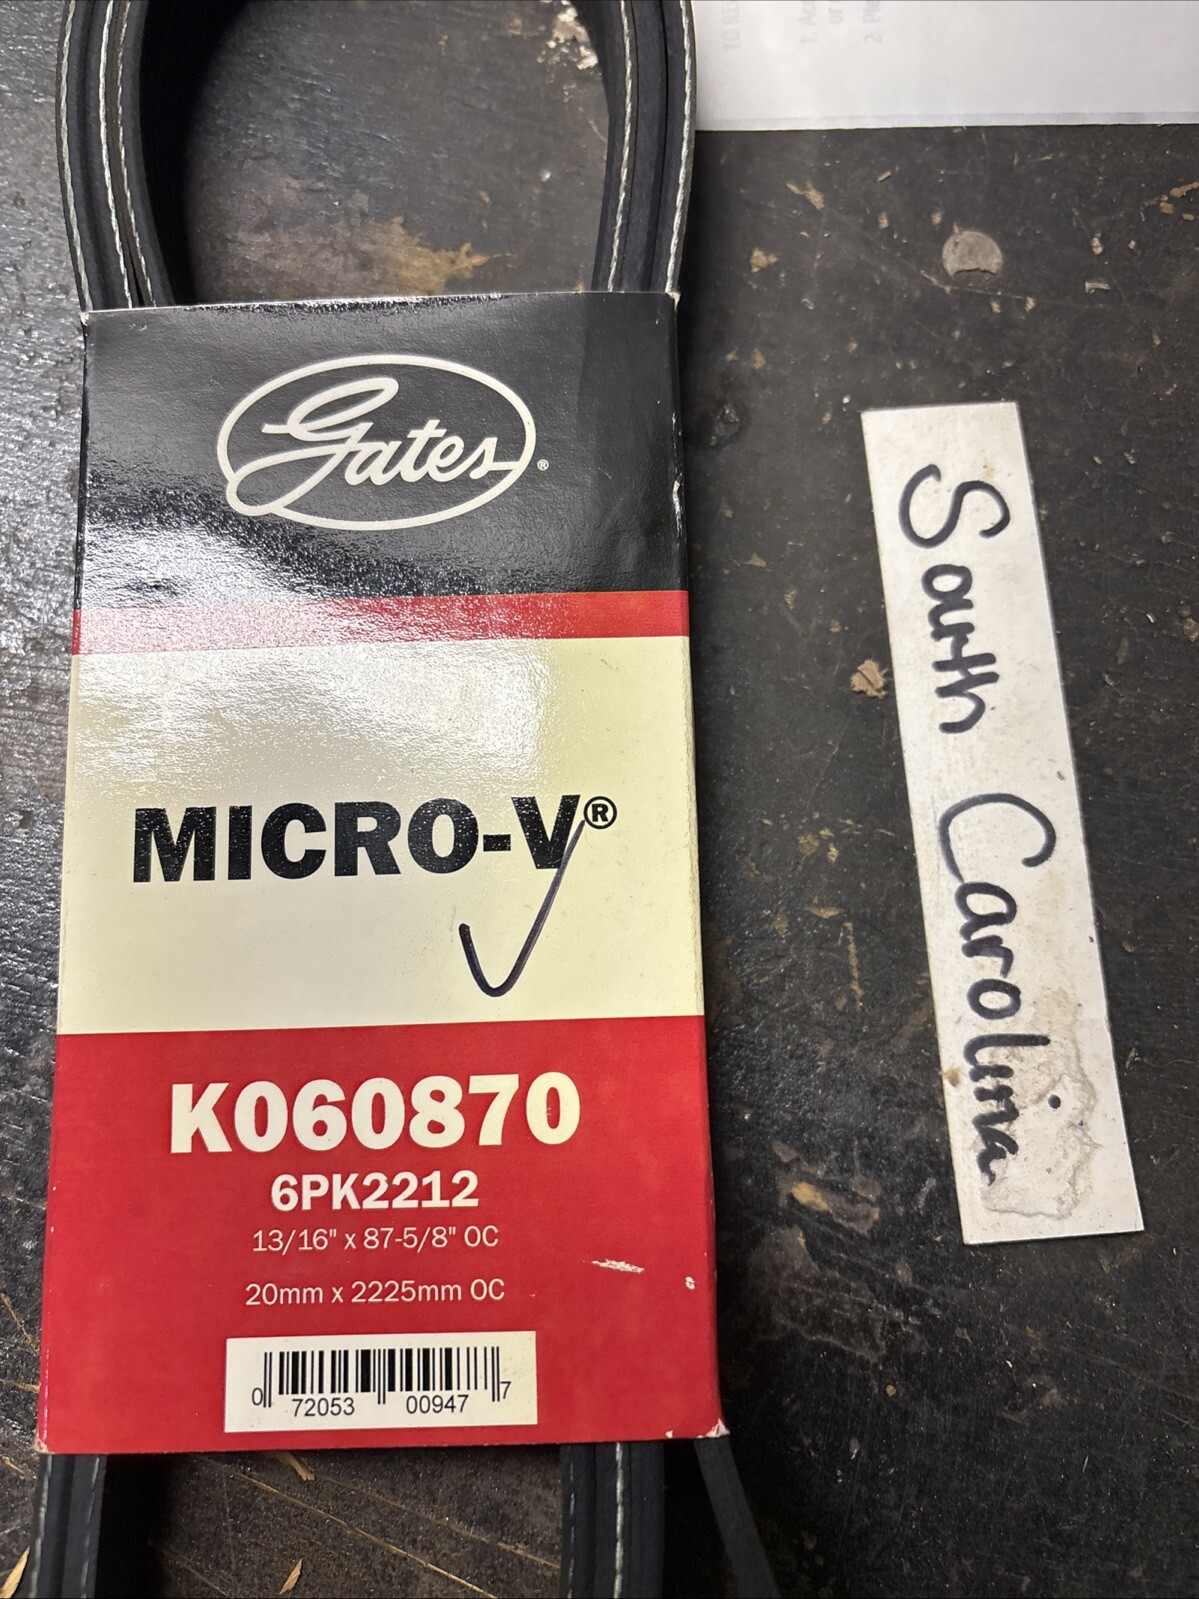 Gates®
MICRO-V®
K060870
6PK2212
13/16" x 87-5/8" OC
20mm x 2225mm OC
0 72053 00947 7
South Carolina